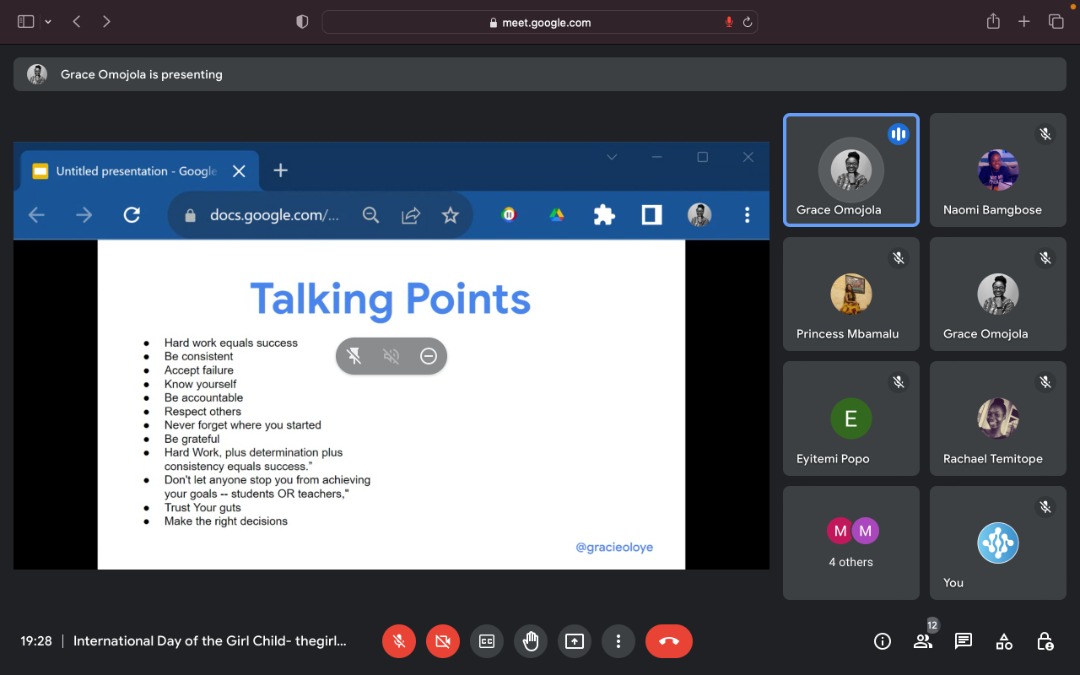 meet.google.com
Grace Omojola is presenting
Untitled presentation - Google
docs.google.com/...
Talking Points
Hard work equals success
Be consistent
Accept failure
Know yourself
Be accountable
Respect others
Never forget where you started
Be grateful
Hard Work, plus determination plus
consistency equals success."
Don't let anyone stop you from achieving
your goals -- students OR teachers,"
Trust Your guts
Make the right decisions
@gracieoloye
Grace Omojola
Naomi Bamgbose
Princess Mbamalu
Grace Omojola
E
Eyitemi Popo
Rachael Temitope
M M
4 others
You
19:28 | International Day of the Girl Child- thegirl...
12